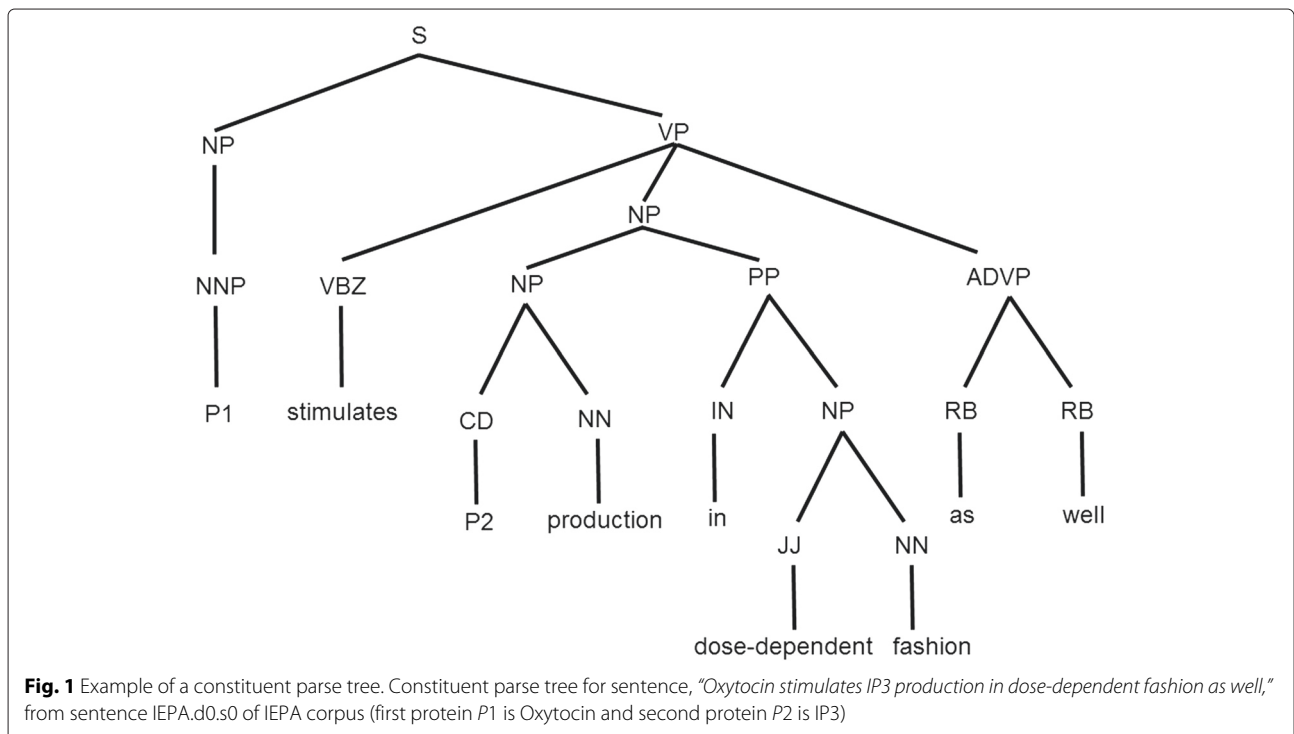 S
NP
VP
NP
NNP VBZ NP PP ADVP
P1 stimulates CD NN IN NP RB RB
P2 production in as well
JJ NN
dose-dependent fashion
Fig. 1 Example of a constituent parse tree. Constituent parse tree for sentence, “Oxytocin stimulates IP3 production in dose-dependent fashion as well,”
from sentence IEPA.d0.s0 of IEPA corpus (first protein P1 is Oxytocin and second protein P2 is IP3)